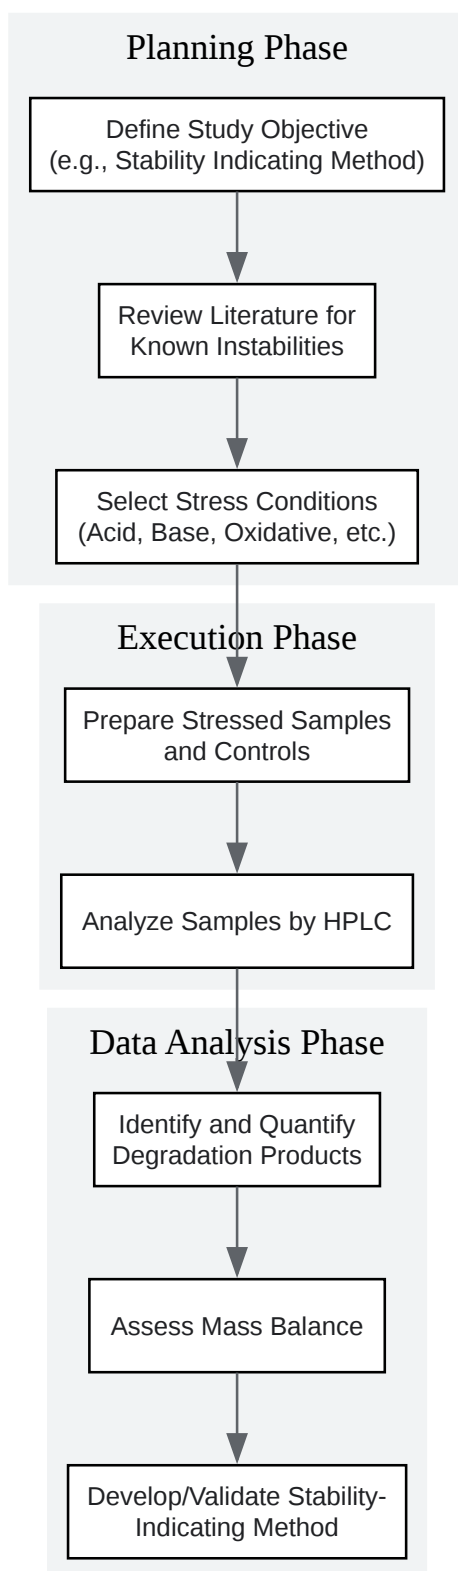 Planning Phase
Define Study Objective
(e.g., Stability Indicating Method)
Review Literature for
Known Instabilities
Select Stress Conditions
(Acid, Base, Oxidative, etc.)
Execution Phase
Prepare Stressed Samples
and Controls
Analyze Samples by HPLC
Data Analysis Phase
Identify and Quantify
Degradation Products
Assess Mass Balance
Develop/Validate Stability-
Indicating Method